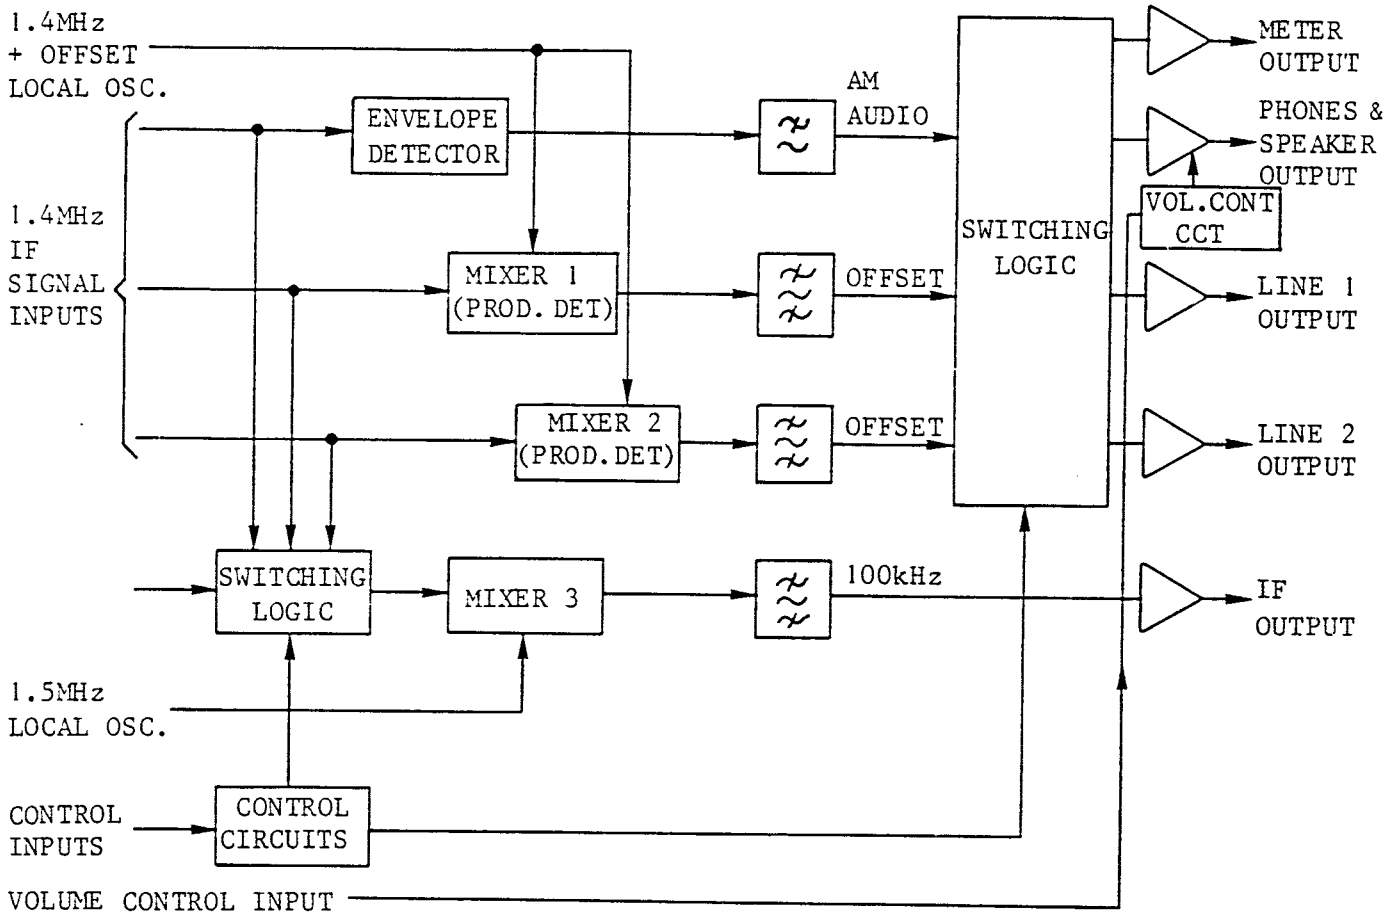 1.4MHz
+ OFFSET
LOCAL OSC.
1.4MHz
IF
SIGNAL
INPUTS
ENVELOPE
DETECTOR
MIXER 1
(PROD.DET)
MIXER 2
(PROD.DET)
SWITCHING
LOGIC
MIXER 3
1.5MHz
LOCAL OSC.
CONTROL
INPUTS
CONTROL
CIRCUITS
VOLUME CONTROL INPUT
AM
AUDIO
OFFSET
OFFSET
100kHz
SWITCHING
LOGIC
METER
OUTPUT
PHONES &
SPEAKER
OUTPUT
VOL.CONT
CCT
LINE 1
OUTPUT
LINE 2
OUTPUT
IF
OUTPUT